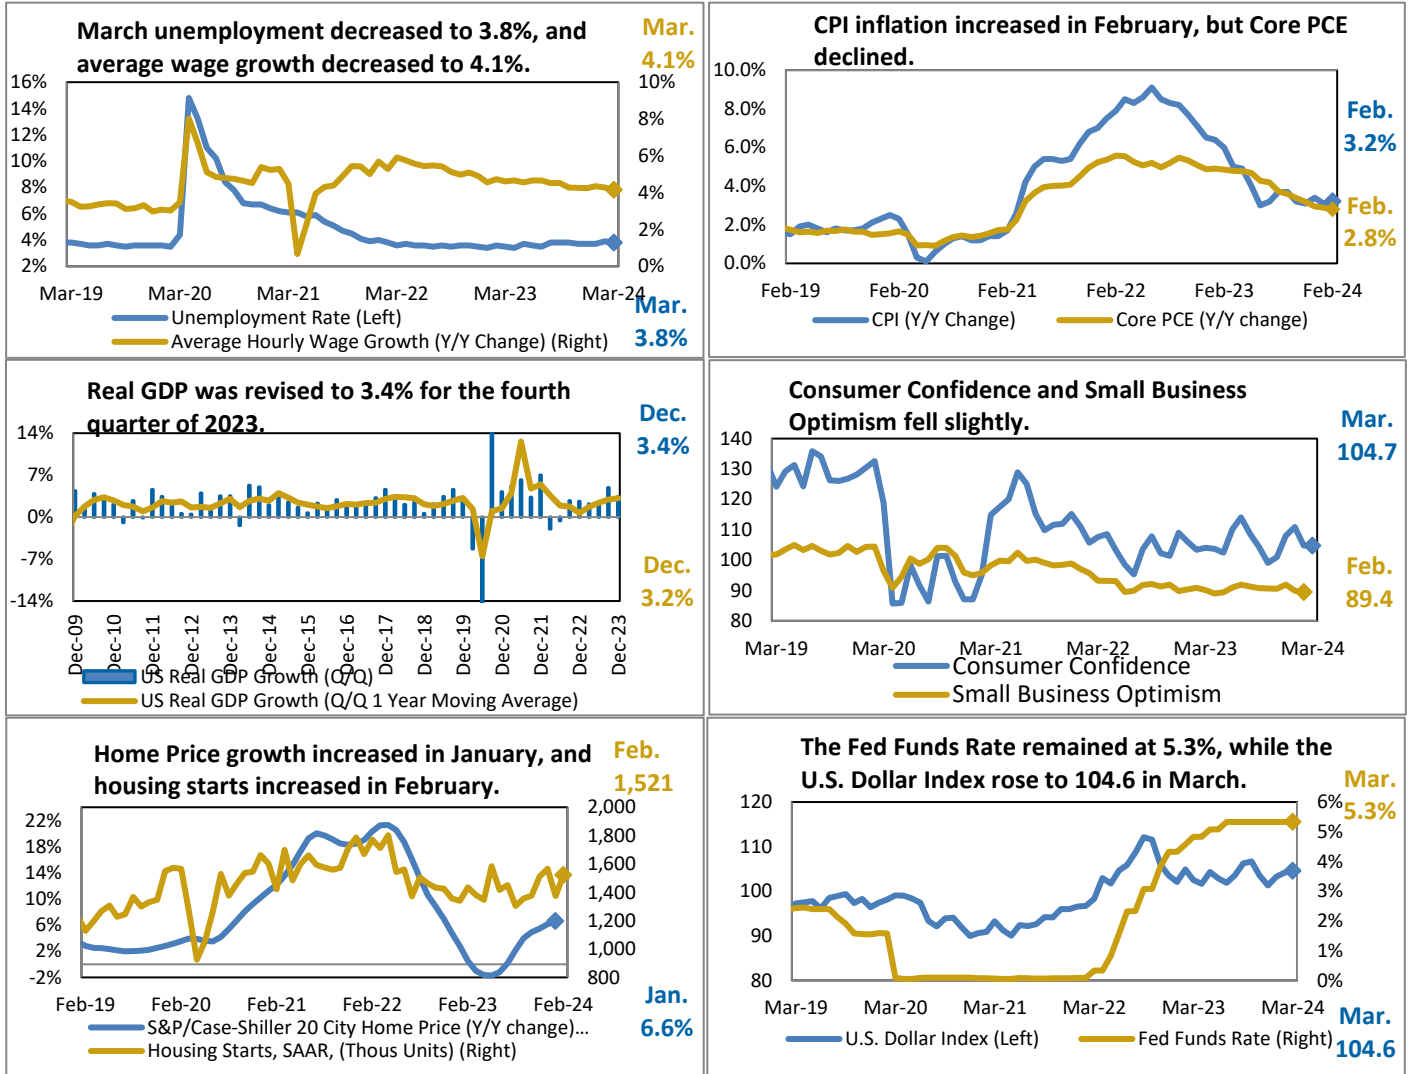 March unemployment decreased to 3.8%, and
average wage growth decreased to 4.1%.
Mar.
4.1%
16%
14%
12%
10%
8%
6%
4%
2%
10%
8%
6%
4%
2%
0%
Mar-19 Mar-20 Mar-21 Mar-22 Mar-23 Mar-24
Unemployment Rate (Left)
Average Hourly Wage Growth (Y/Y Change) (Right)
Mar.
3.8%
CPI inflation increased in February, but Core PCE
declined.
10.0%
8.0%
6.0%
4.0%
2.0%
0.0%
Feb.
3.2%
Feb.
2.8%
Feb-19 Feb-20 Feb-21 Feb-22 Feb-23 Feb-24
CPI (Y/Y Change) Core PCE (Y/Y change)
Real GDP was revised to 3.4% for the fourth
quarter of 2023.
Dec.
3.4%
14%
7%
0%
-7%
-14%
Dec.
3.2%
Dec-09 Dec-10 Dec-11 Dec-12 Dec-13 Dec-14 Dec-15 Dec-16 Dec-17 Dec-18 Dec-19 Dec-20 Dec-21 Dec-22 Dec-23
US Real GDP Growth (Q/Q)
US Real GDP Growth (Q/Q 1 Year Moving Average)
Consumer Confidence and Small Business
Optimism fell slightly.
Mar.
104.7
140
130
120
110
100
90
80
Feb.
89.4
Mar-19 Mar-20 Mar-21 Mar-22 Mar-23 Mar-24
Consumer Confidence
Small Business Optimism
Home Price growth increased in January, and
housing starts increased in February.
Feb.
1,521
22%
18%
14%
10%
6%
2%
-2%
2,000
1,800
1,600
1,400
1,200
1,000
800
Feb-19 Feb-20 Feb-21 Feb-22 Feb-23 Feb-24
S&P/Case-Shiller 20 City Home Price (Y/Y change)...
Housing Starts, SAAR, (Thous Units) (Right)
Jan.
6.6%
The Fed Funds Rate remained at 5.3%, while the
U.S. Dollar Index rose to 104.6 in March.
Mar.
5.3%
120
110
100
90
80
6%
5%
4%
3%
2%
1%
0%
Mar-19 Mar-20 Mar-21 Mar-22 Mar-23 Mar-24
U.S. Dollar Index (Left) Fed Funds Rate (Right)
Mar.
104.6